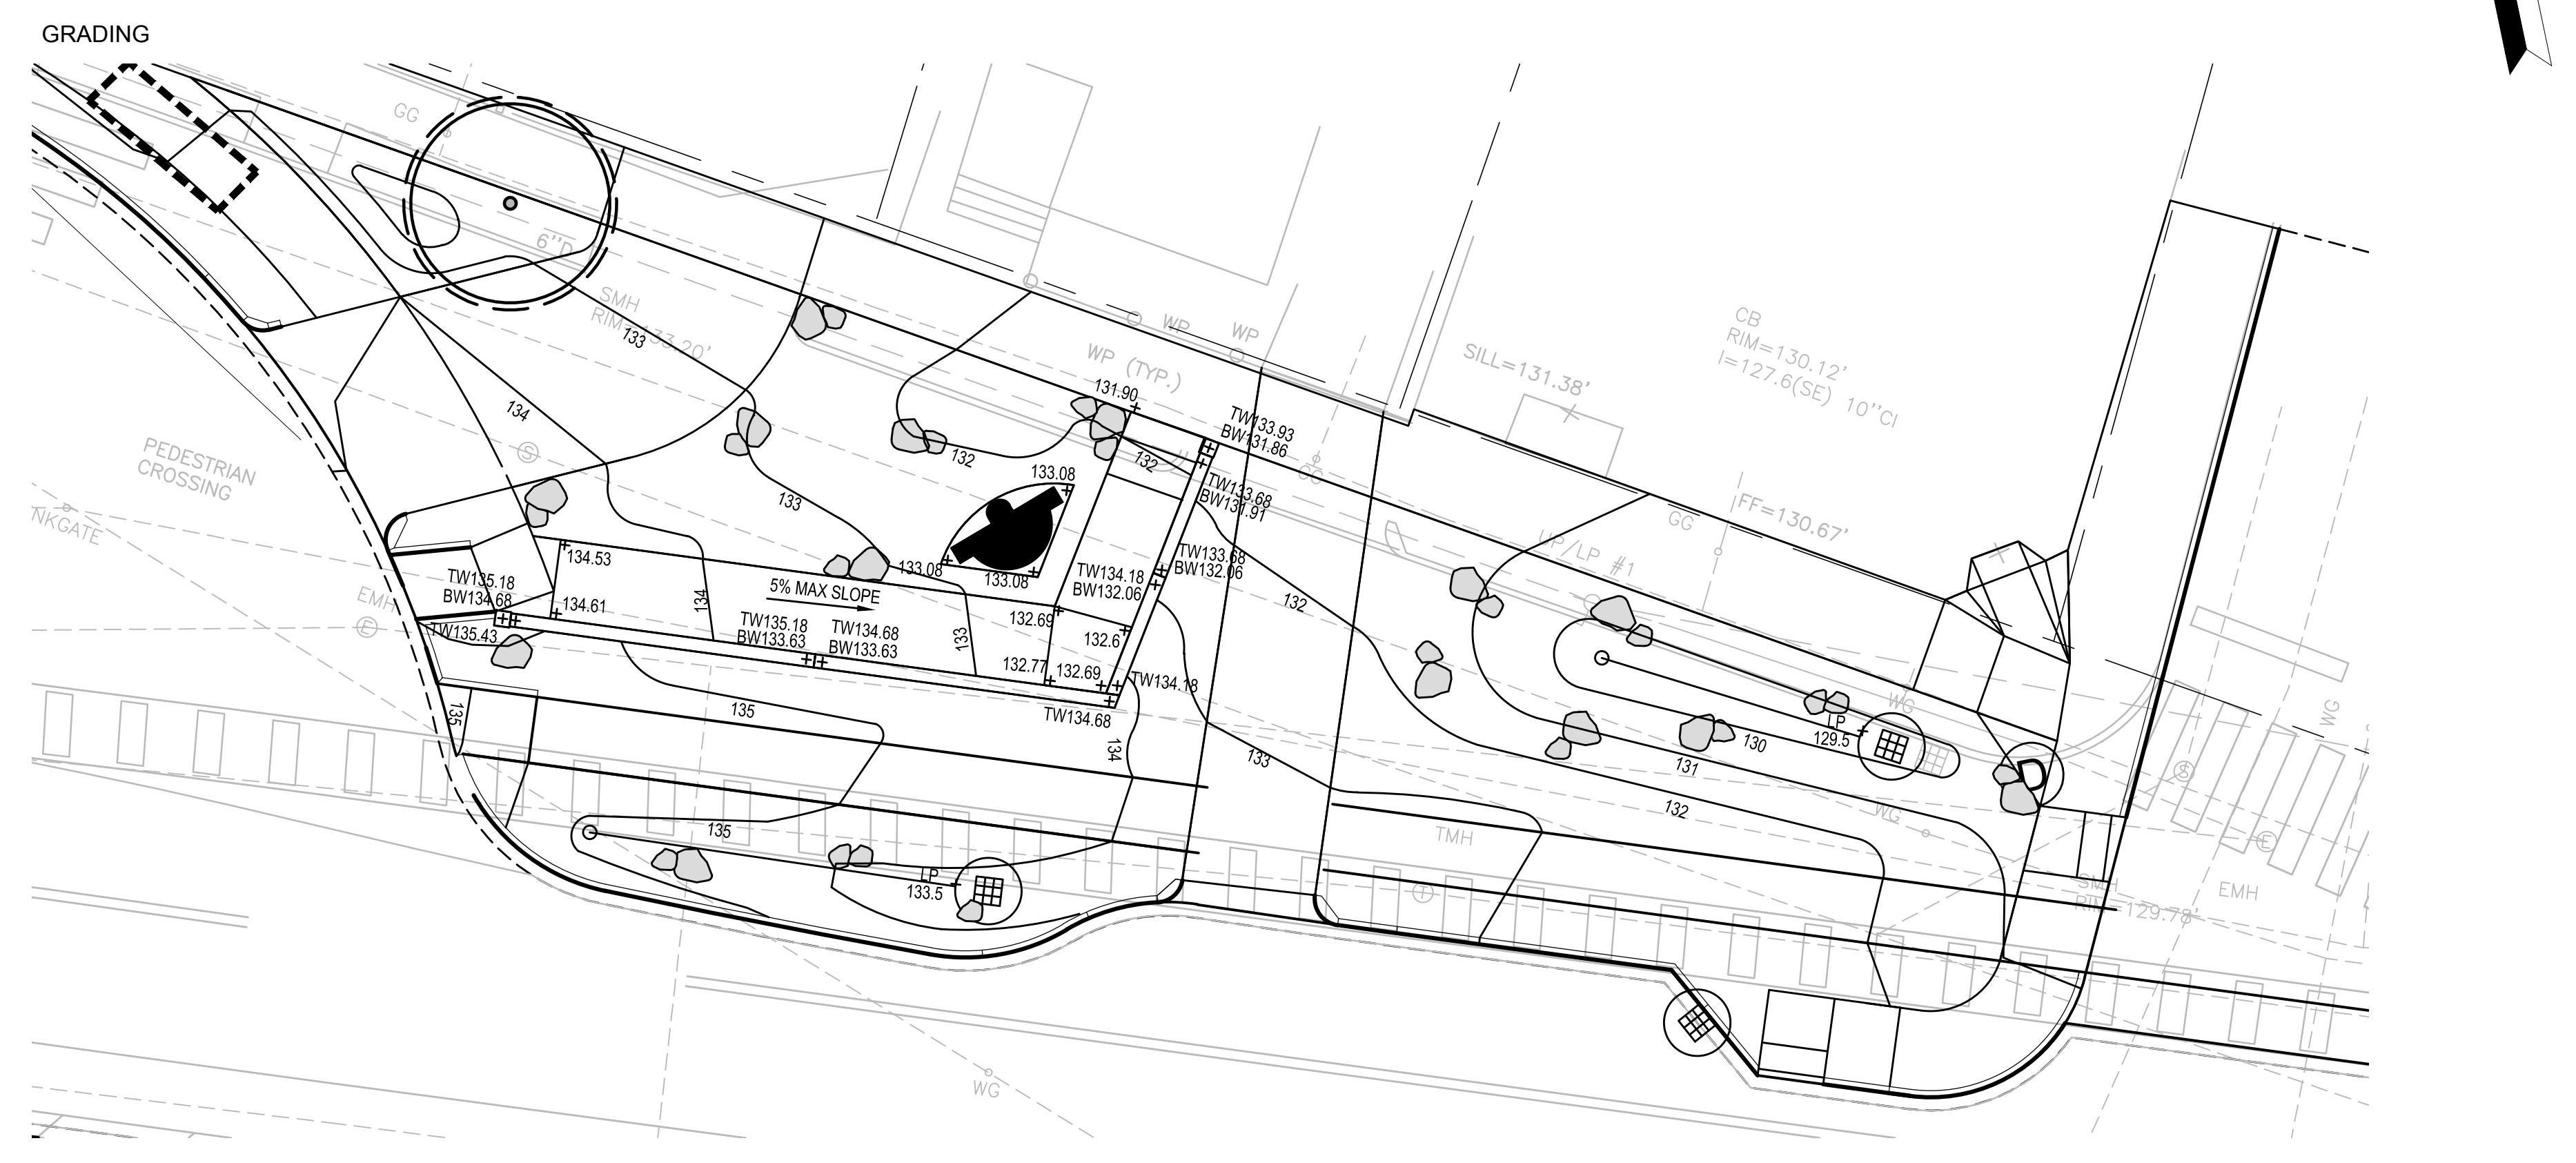 GRADING
GG
6"D
SMH
RIM=133.20'
133
134
PEDESTRIAN
CROSSING
NKGATE
EMH
E
S
133
132
WP
WP
WP (TYP.)
131.90
132
TW133.93
BW131.86
CO
TW133.68
BW131.91
TW133.68
BW132.06
TW134.18
BW132.06
133.08
133.08
133.08
134.53
134.61
TW135.18
BW134.68
TW135.43
134
5% MAX SLOPE
TW135.18
BW133.63
TW134.68
BW133.63
133
132.69
132.6
132.77
132.69
TW134.18
TW134.68
134
135
135
135
LP
133.5
WG
132
133
SILL=131.38'
CB
RIM=130.12'
I=127.6(SE) 10"CI
GG
FF=130.67'
UP/LP #1
WG
LP
129.5
130
131
132
WG
TMH
T
SMH
RIM=129.78'
EMH
E
S
WG